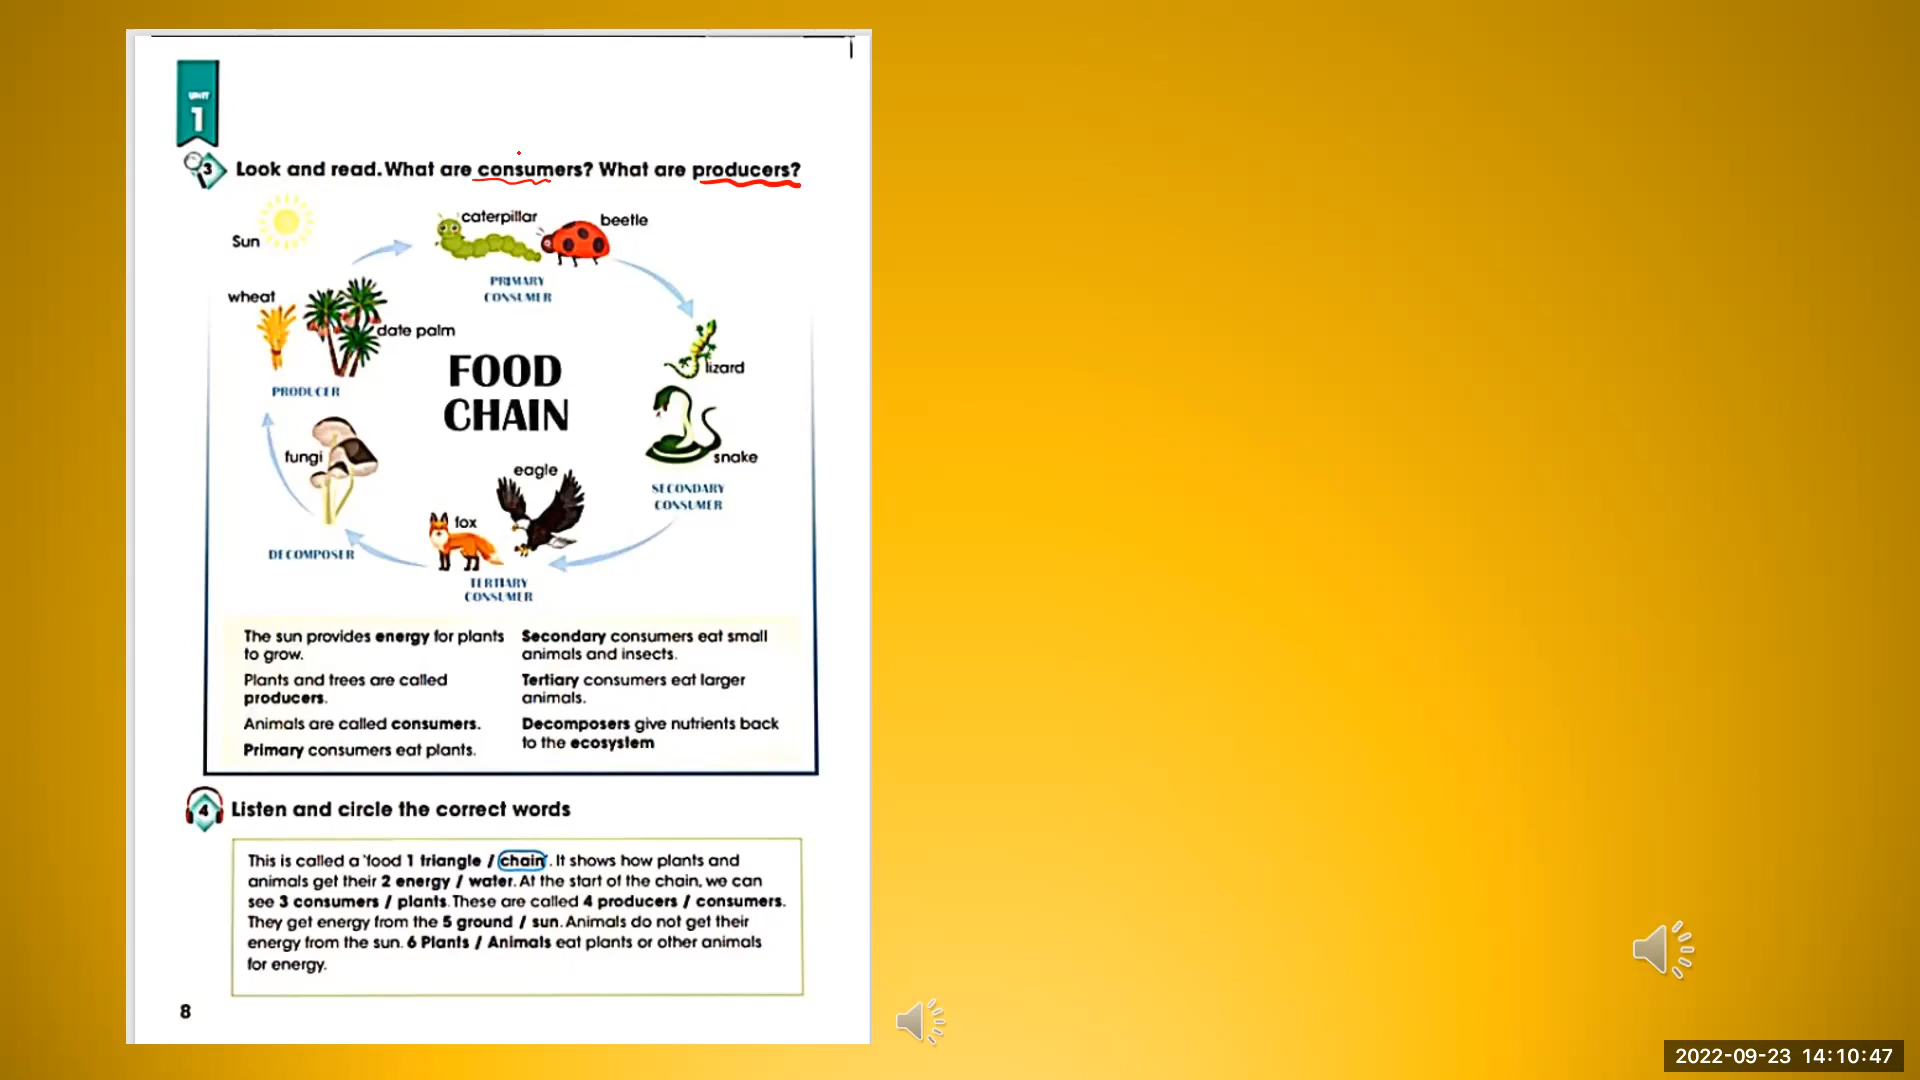 UNIT
1
3 Look and read. What are consumers? What are producers?
Sun
caterpillar
beetle
PRIMARY
CONSUMER
wheat
date palm
PRODUCER
FOOD
CHAIN
lizard
snake
SECONDARY
CONSUMER
fungi
eagle
fox
DECOMPOSER
TERTIARY
CONSUMER
The sun provides energy for plants
to grow.
Plants and trees are called
producers.
Animals are called consumers.
Primary consumers eat plants.
Secondary consumers eat small
animals and insects.
Tertiary consumers eat larger
animals.
Decomposers give nutrients back
to the ecosystem
4 Listen and circle the correct words
This is called a 'food 1 triangle / chain'. It shows how plants and
animals get their 2 energy / water. At the start of the chain, we can
see 3 consumers / plants. These are called 4 producers / consumers.
They get energy from the 5 ground / sun. Animals do not get their
energy from the sun. 6 Plants / Animals eat plants or other animals
for energy.
8
2022-09-23 14:10:47